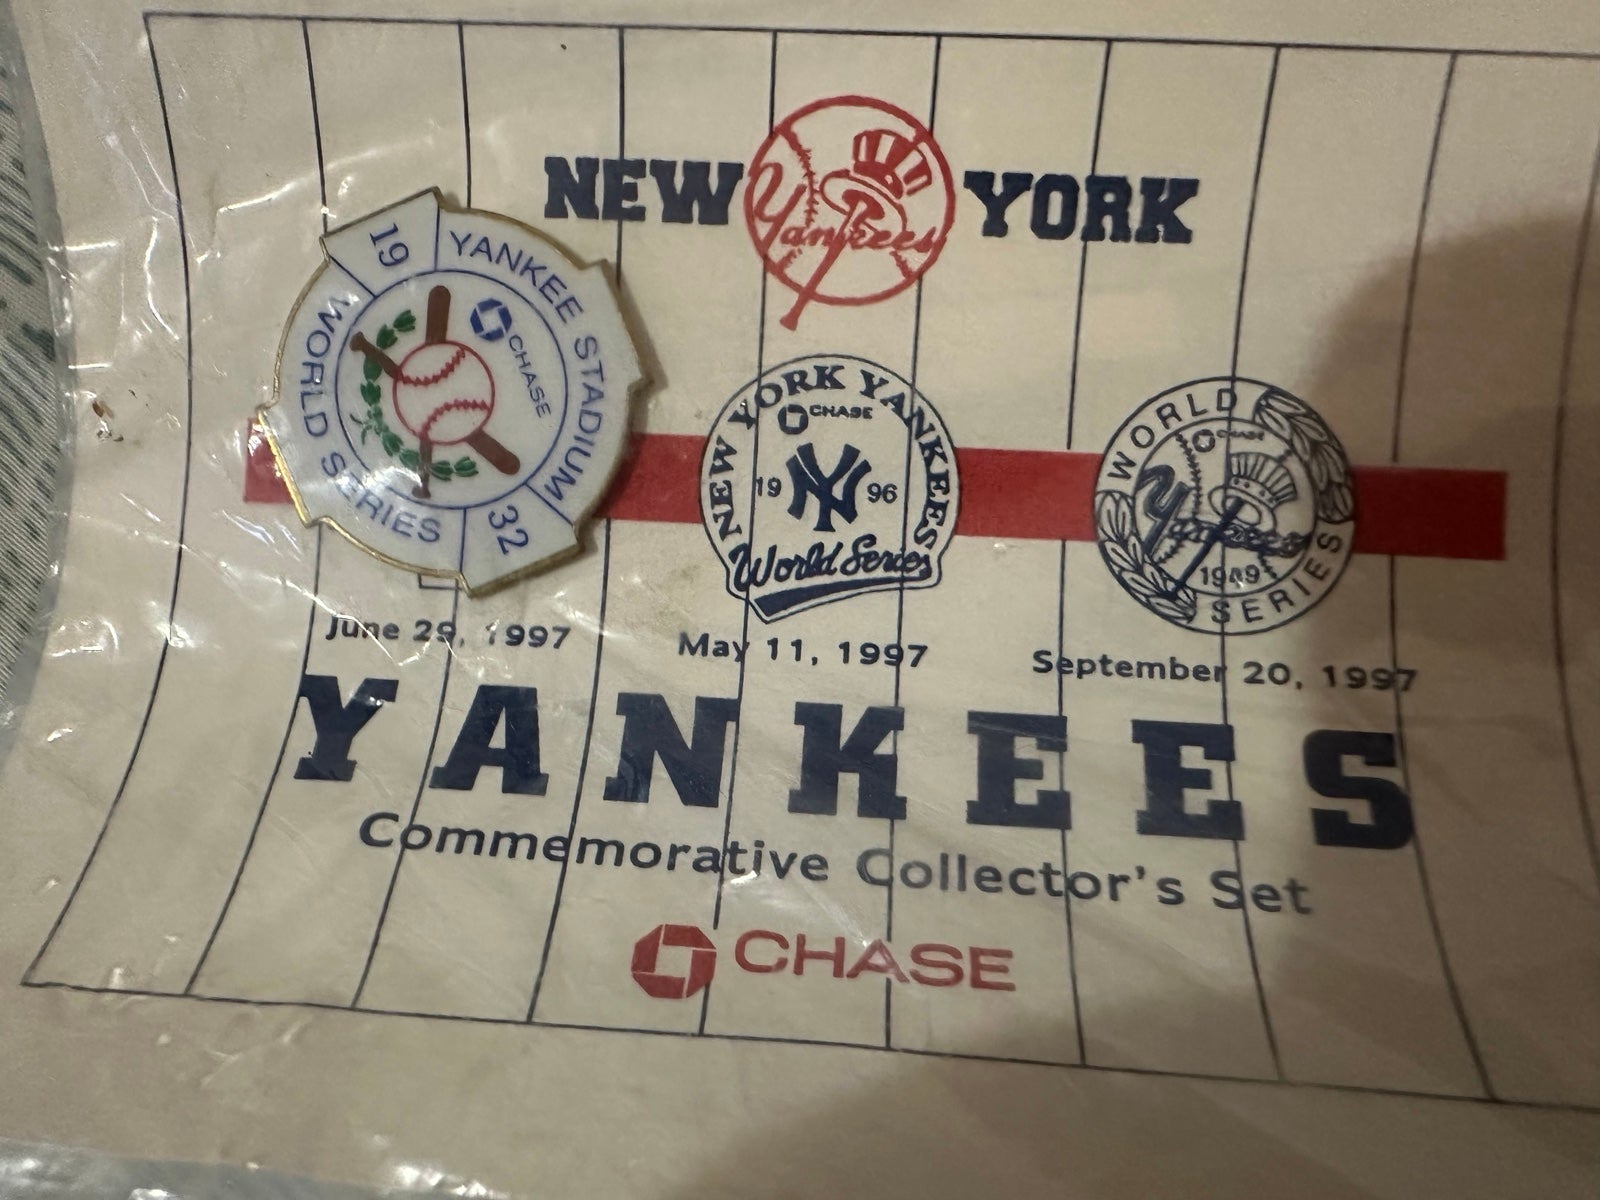 NEW Yankees YORK
19 YANKEE STADIUM
CHASE
WORLD SERIES 32
NEW YORK YANKEES
CHASE
19 NY 96
World Series
WORLD
CHASE
Yankees
1949
SERIES
June 29, 1997
May 11, 1997
September 20, 1997
YANKEES
Commemorative Collector's Set
CHASE